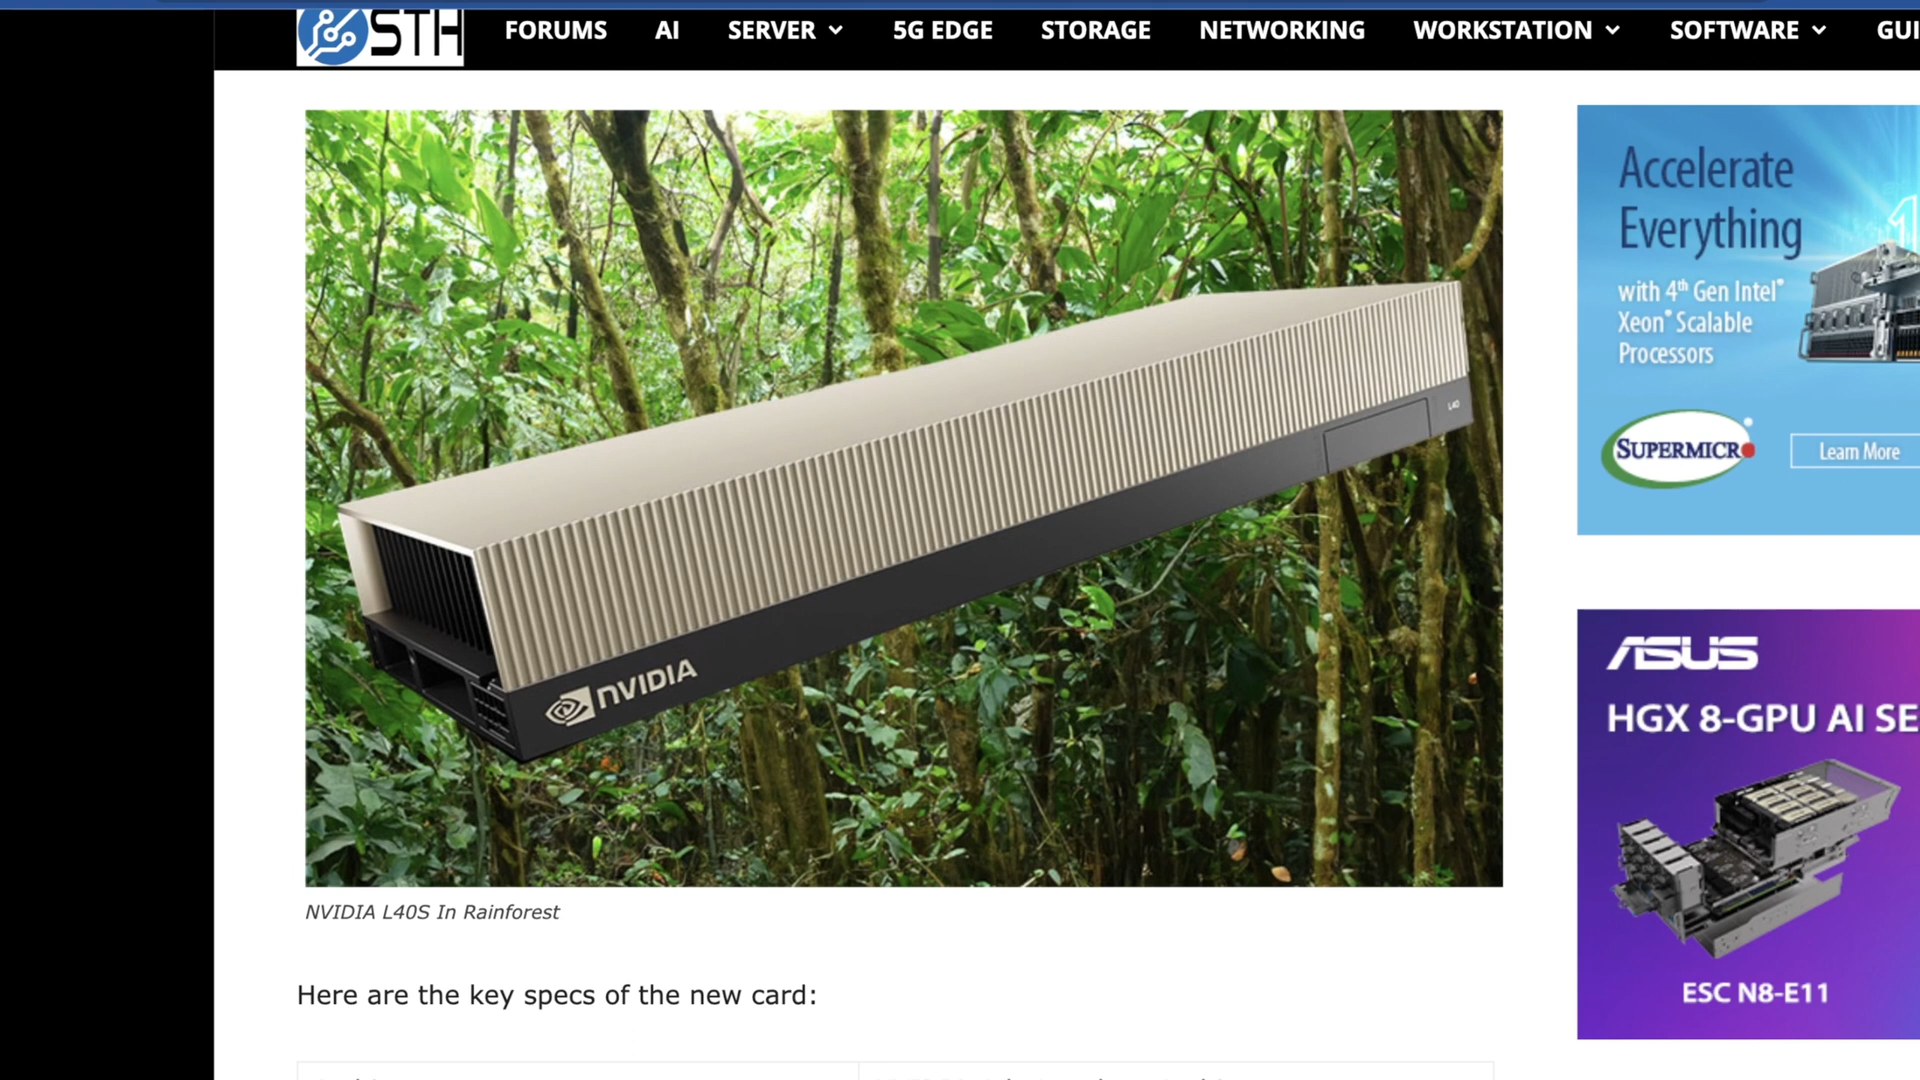 STH
FORUMS AI SERVER 5G EDGE STORAGE NETWORKING WORKSTATION SOFTWARE
Accelerate
Everything
with 4th Gen Intel®
Xeon® Scalable
Processors
SUPERMICRO
Learn More
L40
NVIDIA
ASUS
HGX 8-GPU AI
ESC N8-E11
NVIDIA L40S In Rainforest
Here are the key specs of the new card: